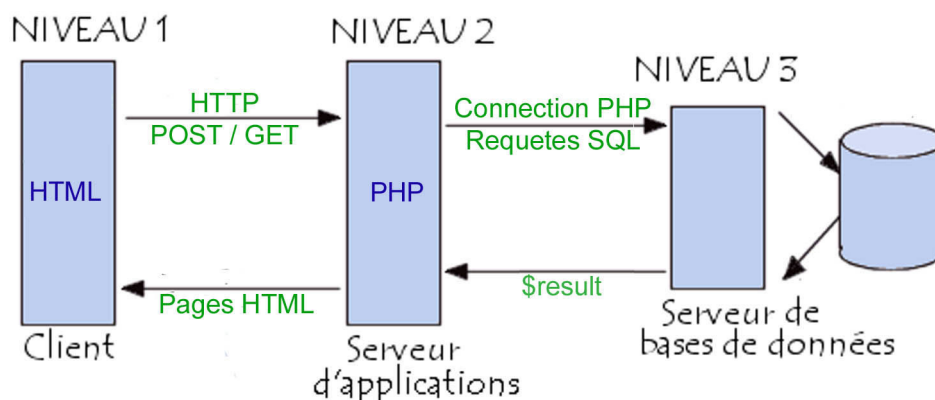 NIVEAU 1
NIVEAU 2
NIVEAU 3
HTTP
POST / GET
Connection PHP
Requetes SQL
HTML
PHP
Pages HTML
$result
Client
Serveur
d'applications
Serveur de
bases de données